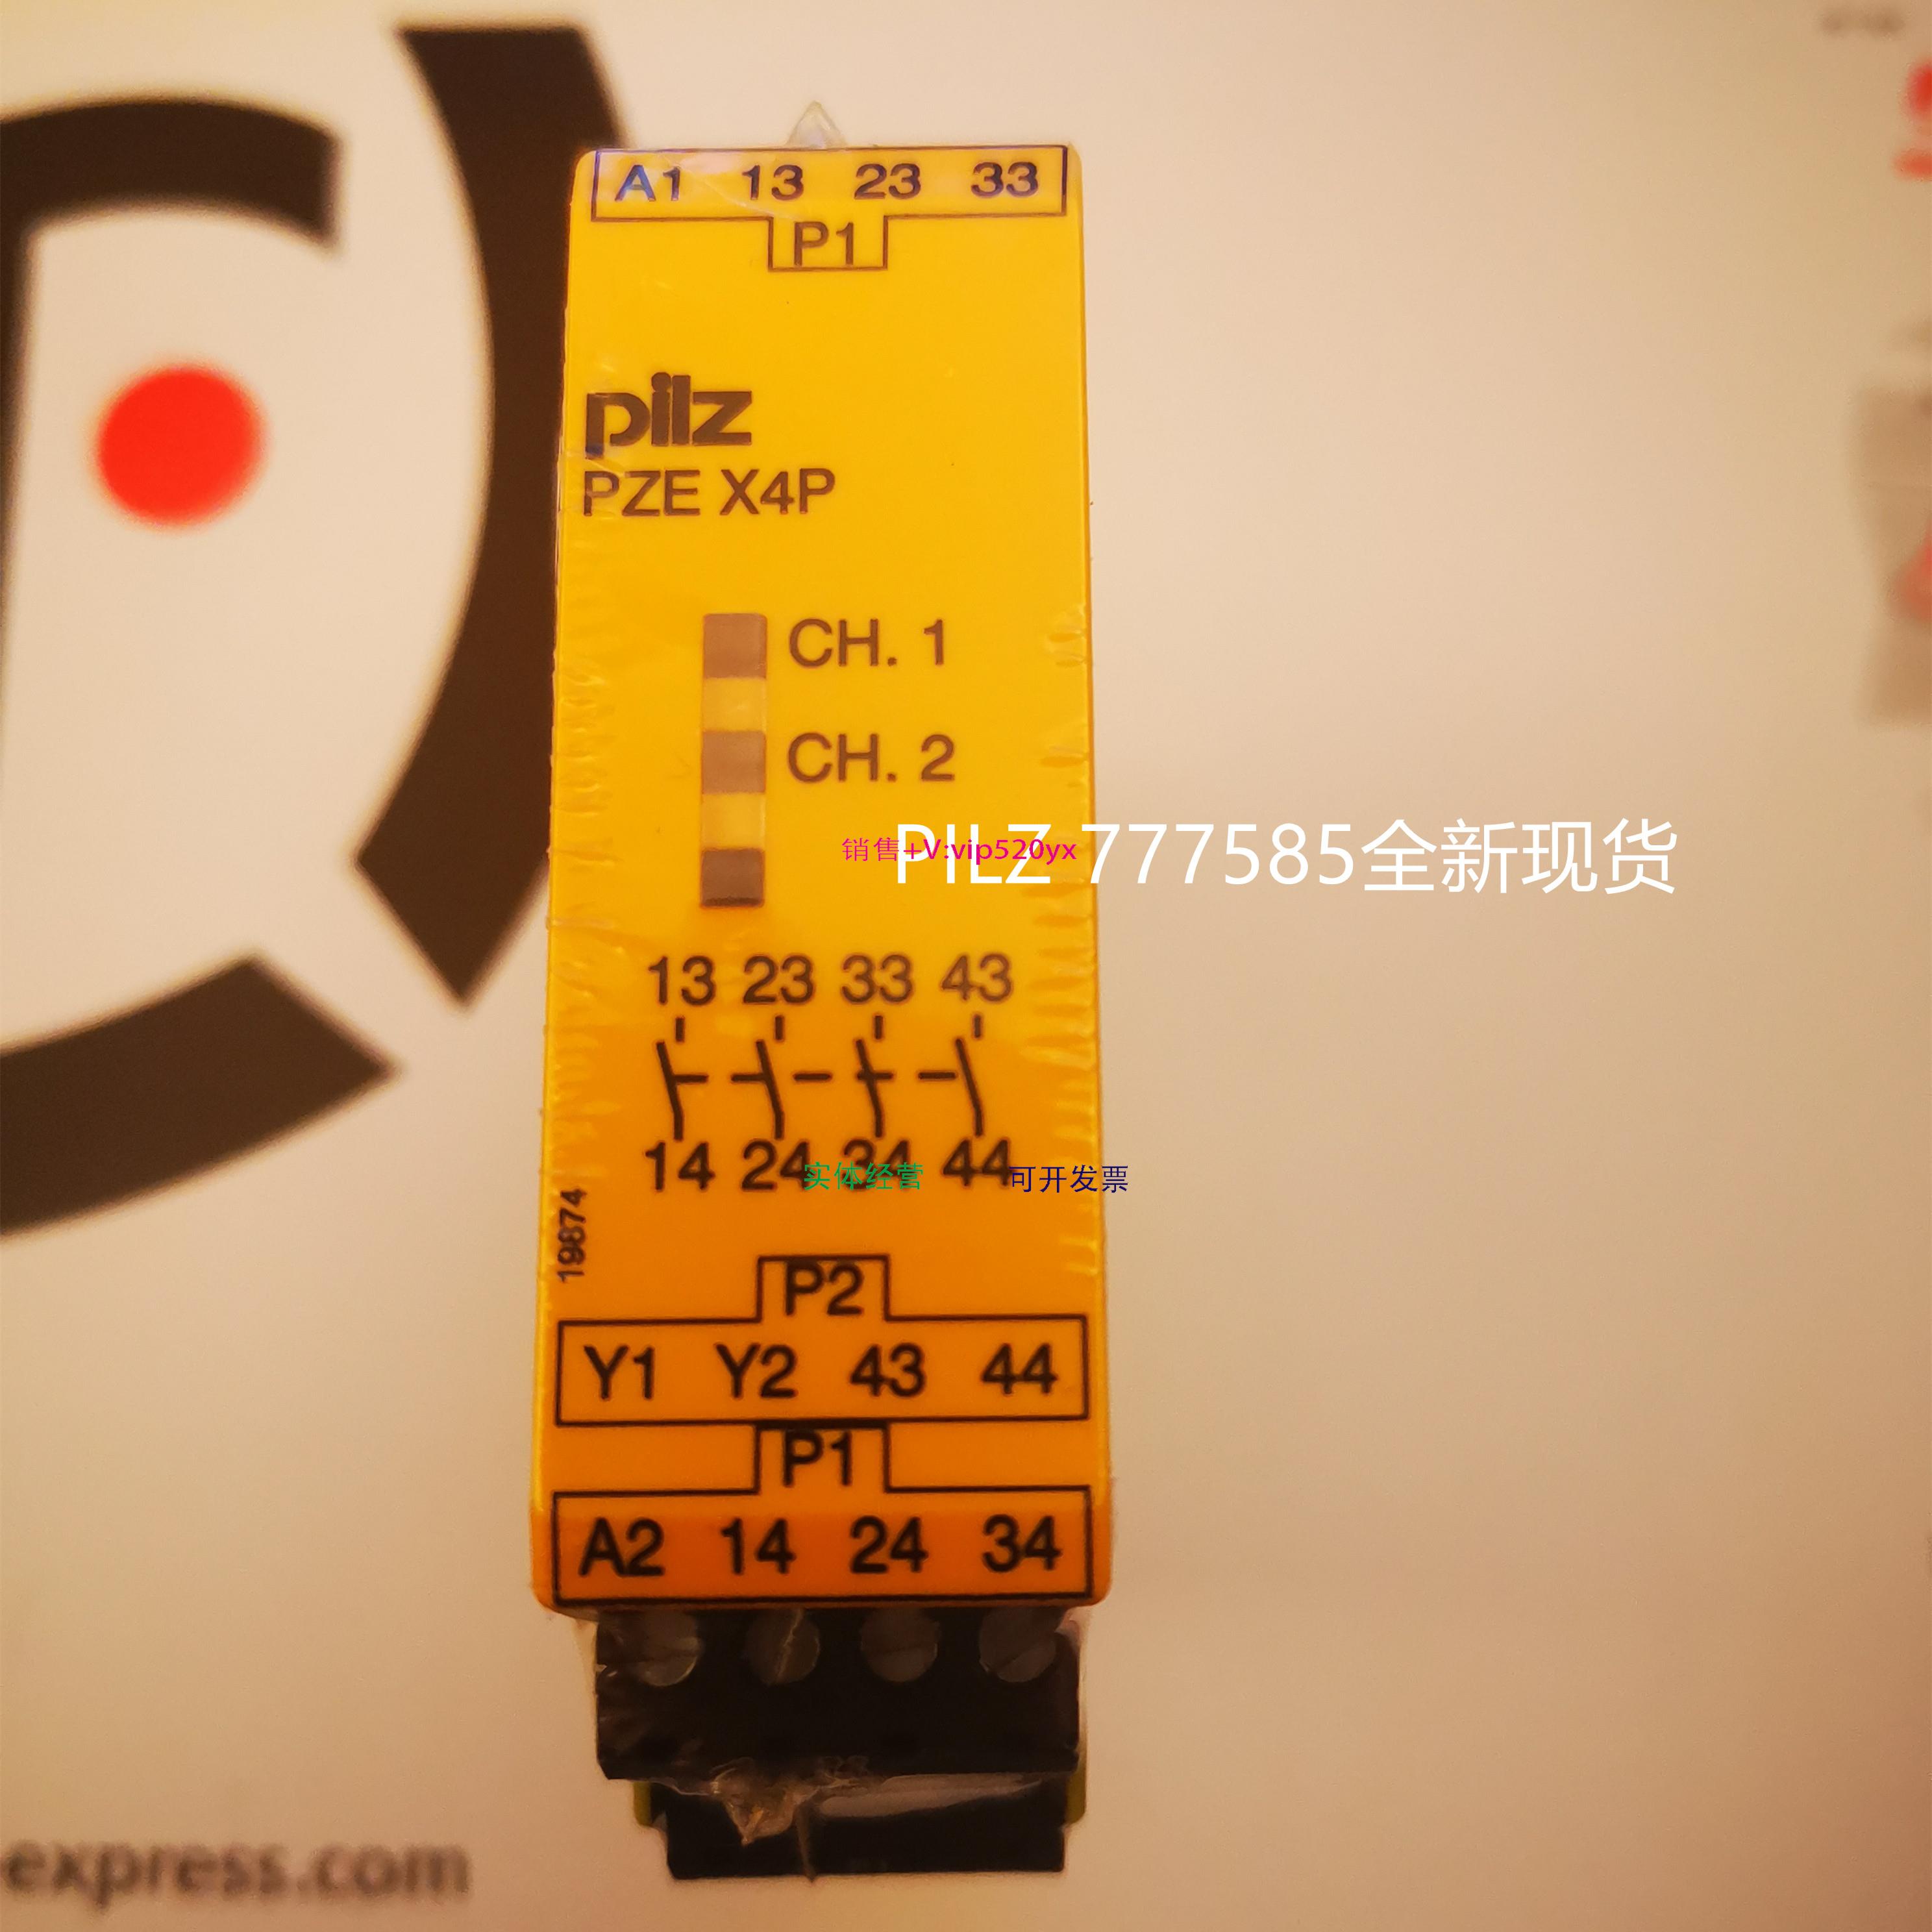 A1 13 23 33
P1
pilz
PZE X4P
CH. 1
CH. 2
PILZ 777585全新现货
销售+V:vip520yx
13 23 33 43
14 24 34 44
实体经营
可开发票
19874
P2
Y1 Y2 43 44
P1
A2 14 24 34
express.com